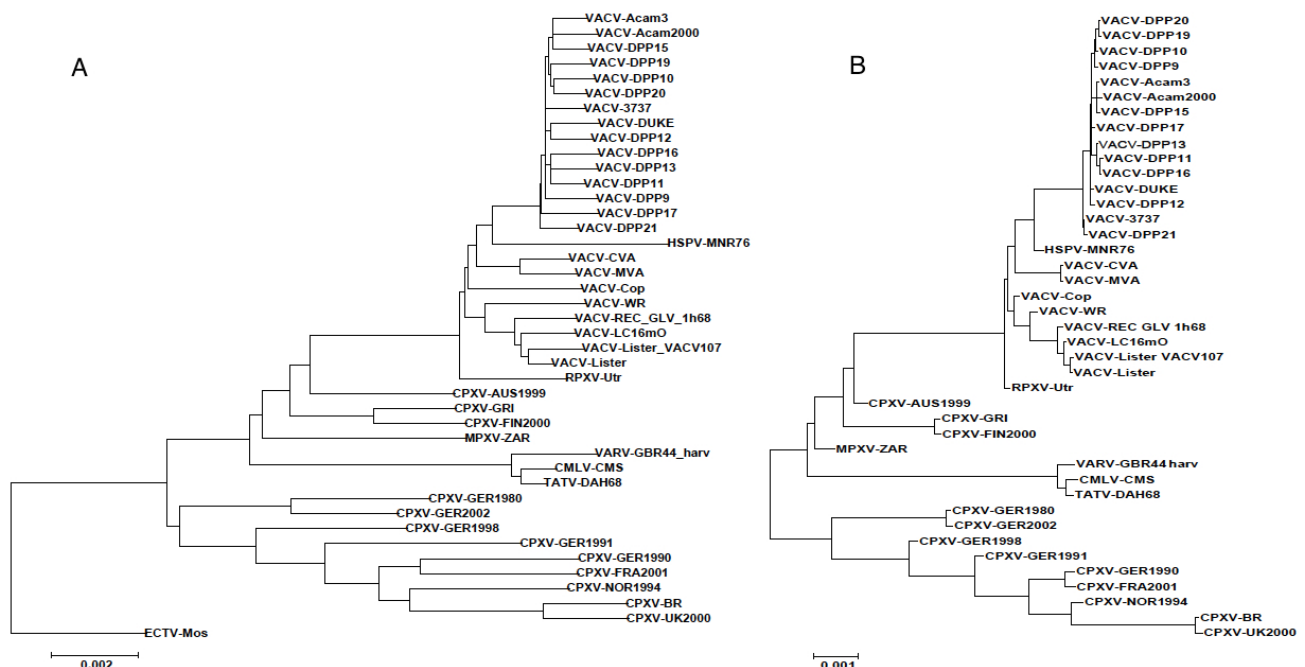 A
VACV-Acam3
VACV-Acam2000
VACV-DPP15
VACV-DPP19
VACV-DPP10
VACV-DPP20
VACV-3737
VACV-DUKE
VACV-DPP12
VACV-DPP16
VACV-DPP13
VACV-DPP11
VACV-DPP9
VACV-DPP17
VACV-DPP21
HSPV-MNR76
VACV-CVA
VACV-MVA
VACV-Cop
VACV-WR
VACV-REC_GLV_1h68
VACV-LC16mO
VACV-Lister_VACV107
VACV-Lister
RPXV-Utr
CPXV-AUS1999
CPXV-GRI
CPXV-FIN2000
MPXV-ZAR
VARV-GBR44_harv
CMLV-CMS
TATV-DAH68
CPXV-GER1980
CPXV-GER2002
CPXV-GER1998
CPXV-GER1991
CPXV-GER1990
CPXV-FRA2001
CPXV-NOR1994
CPXV-BR
CPXV-UK2000
ECTV-Mos
0.002
B
VACV-DPP20
VACV-DPP19
VACV-DPP10
VACV-DPP9
VACV-Acam3
VACV-Acam2000
VACV-DPP15
VACV-DPP17
VACV-DPP13
VACV-DPP11
VACV-DPP16
VACV-DUKE
VACV-DPP12
VACV-3737
VACV-DPP21
HSPV-MNR76
VACV-CVA
VACV-MVA
VACV-Cop
VACV-WR
VACV-REC GLV 1h68
VACV-LC16mO
VACV-Lister VACV107
VACV-Lister
RPXV-Utr
CPXV-AUS1999
CPXV-GRI
CPXV-FIN2000
MPXV-ZAR
VARV-GBR44 harv
CMLV-CMS
TATV-DAH68
CPXV-GER1980
CPXV-GER2002
CPXV-GER1998
CPXV-GER1991
CPXV-GER1990
CPXV-FRA2001
CPXV-NOR1994
CPXV-BR
CPXV-UK2000
0.001